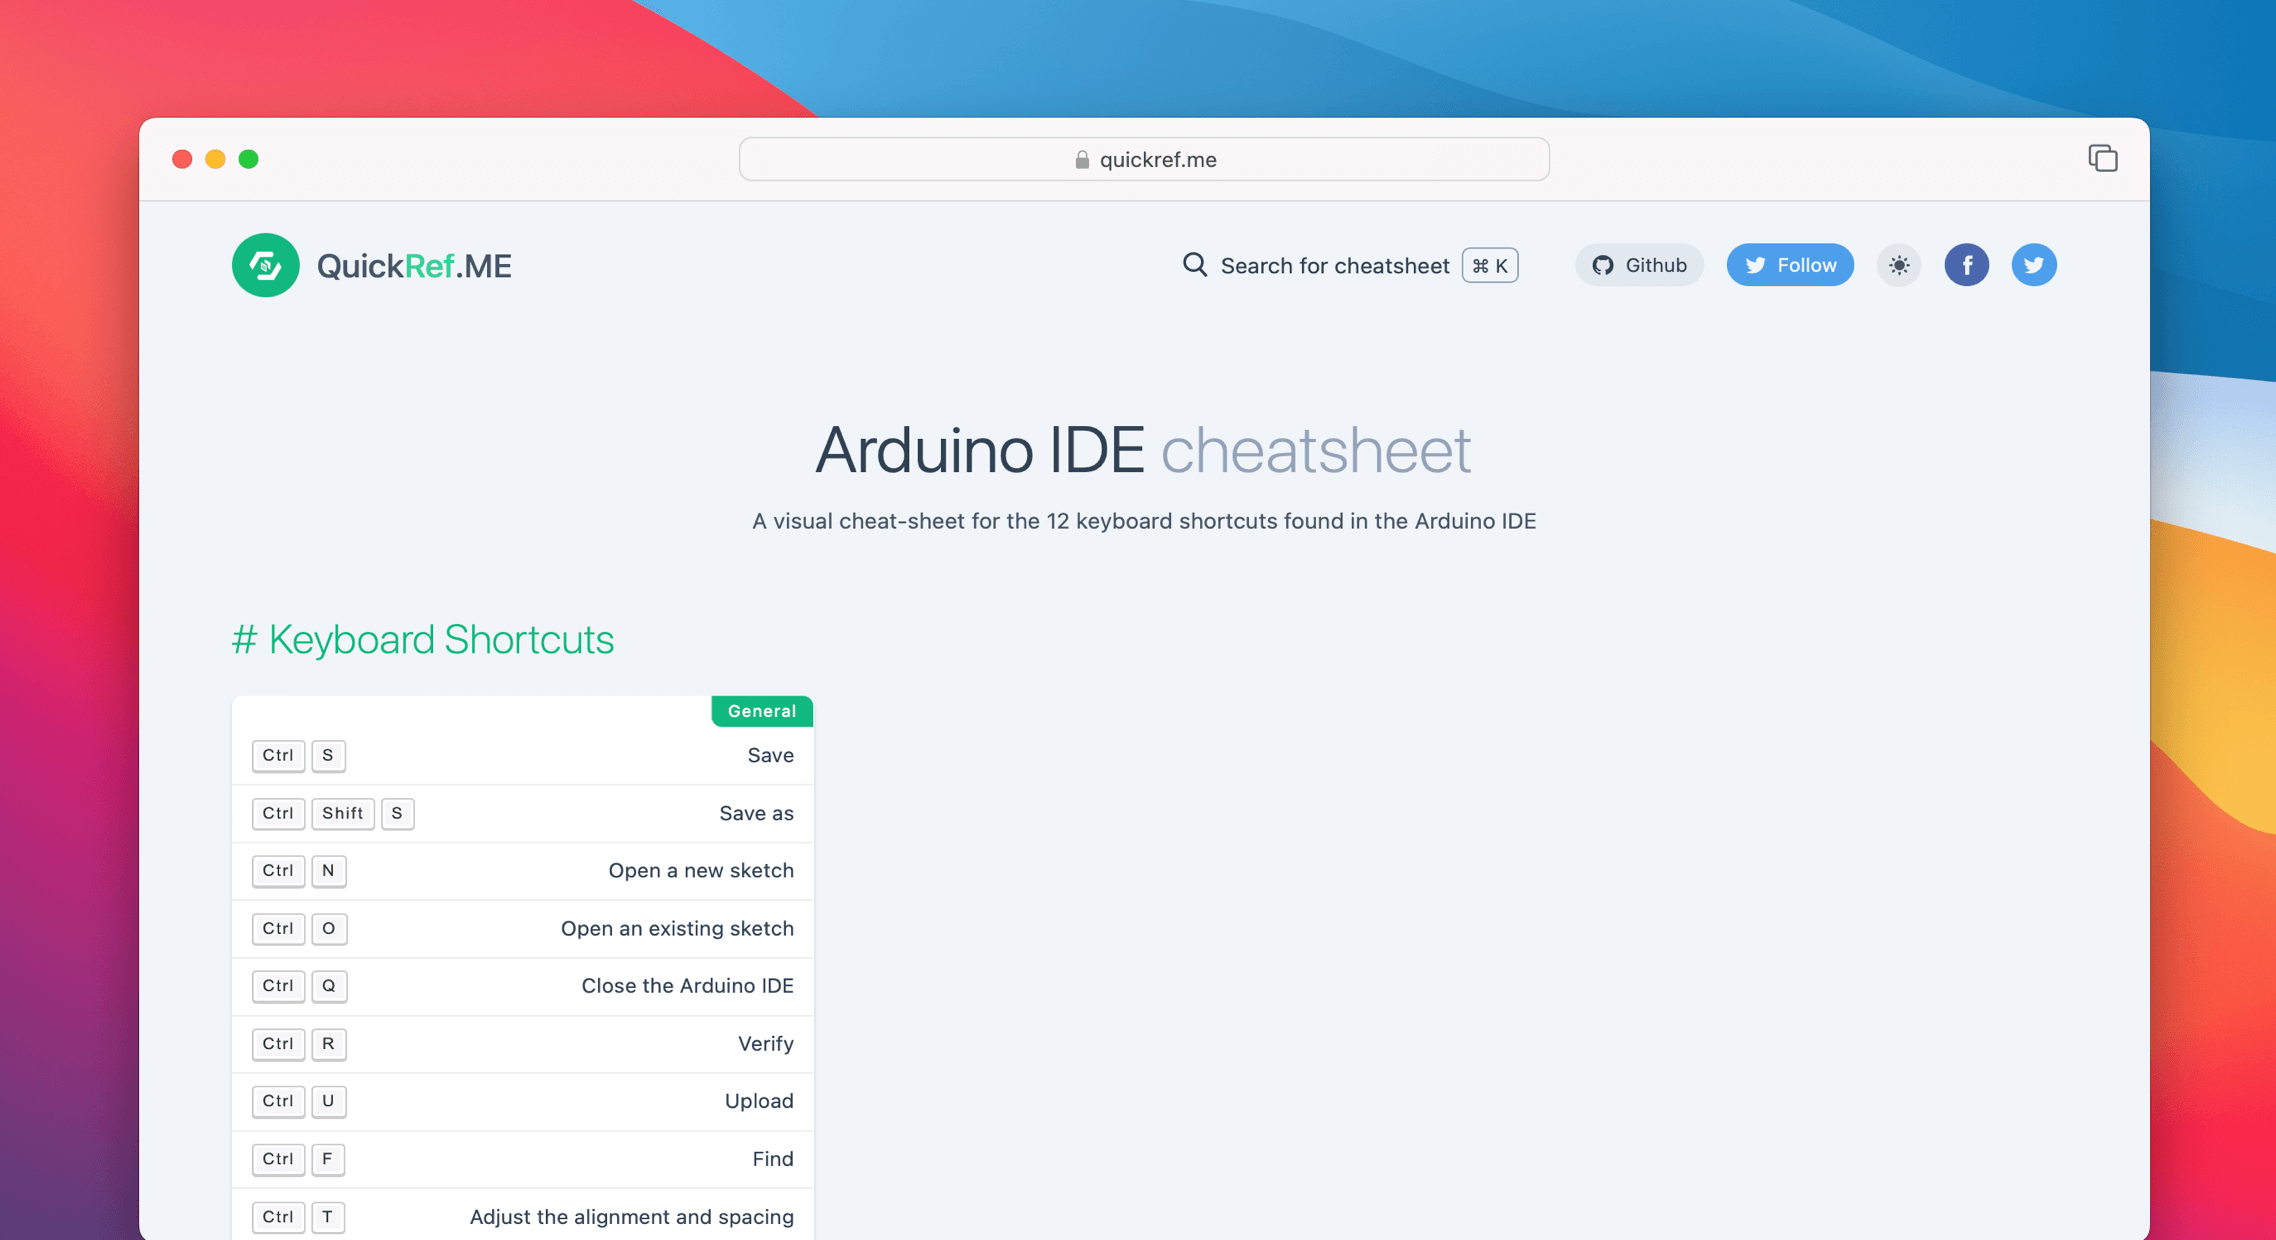 quickref.me
QuickRef.ME
Search for cheatsheet ⌘ K
Github
Follow
Arduino IDE cheatsheet
A visual cheat-sheet for the 12 keyboard shortcuts found in the Arduino IDE
# Keyboard Shortcuts
General
Ctrl S Save
Ctrl Shift S Save as
Ctrl N Open a new sketch
Ctrl O Open an existing sketch
Ctrl Q Close the Arduino IDE
Ctrl R Verify
Ctrl U Upload
Ctrl F Find
Ctrl T Adjust the alignment and spacing